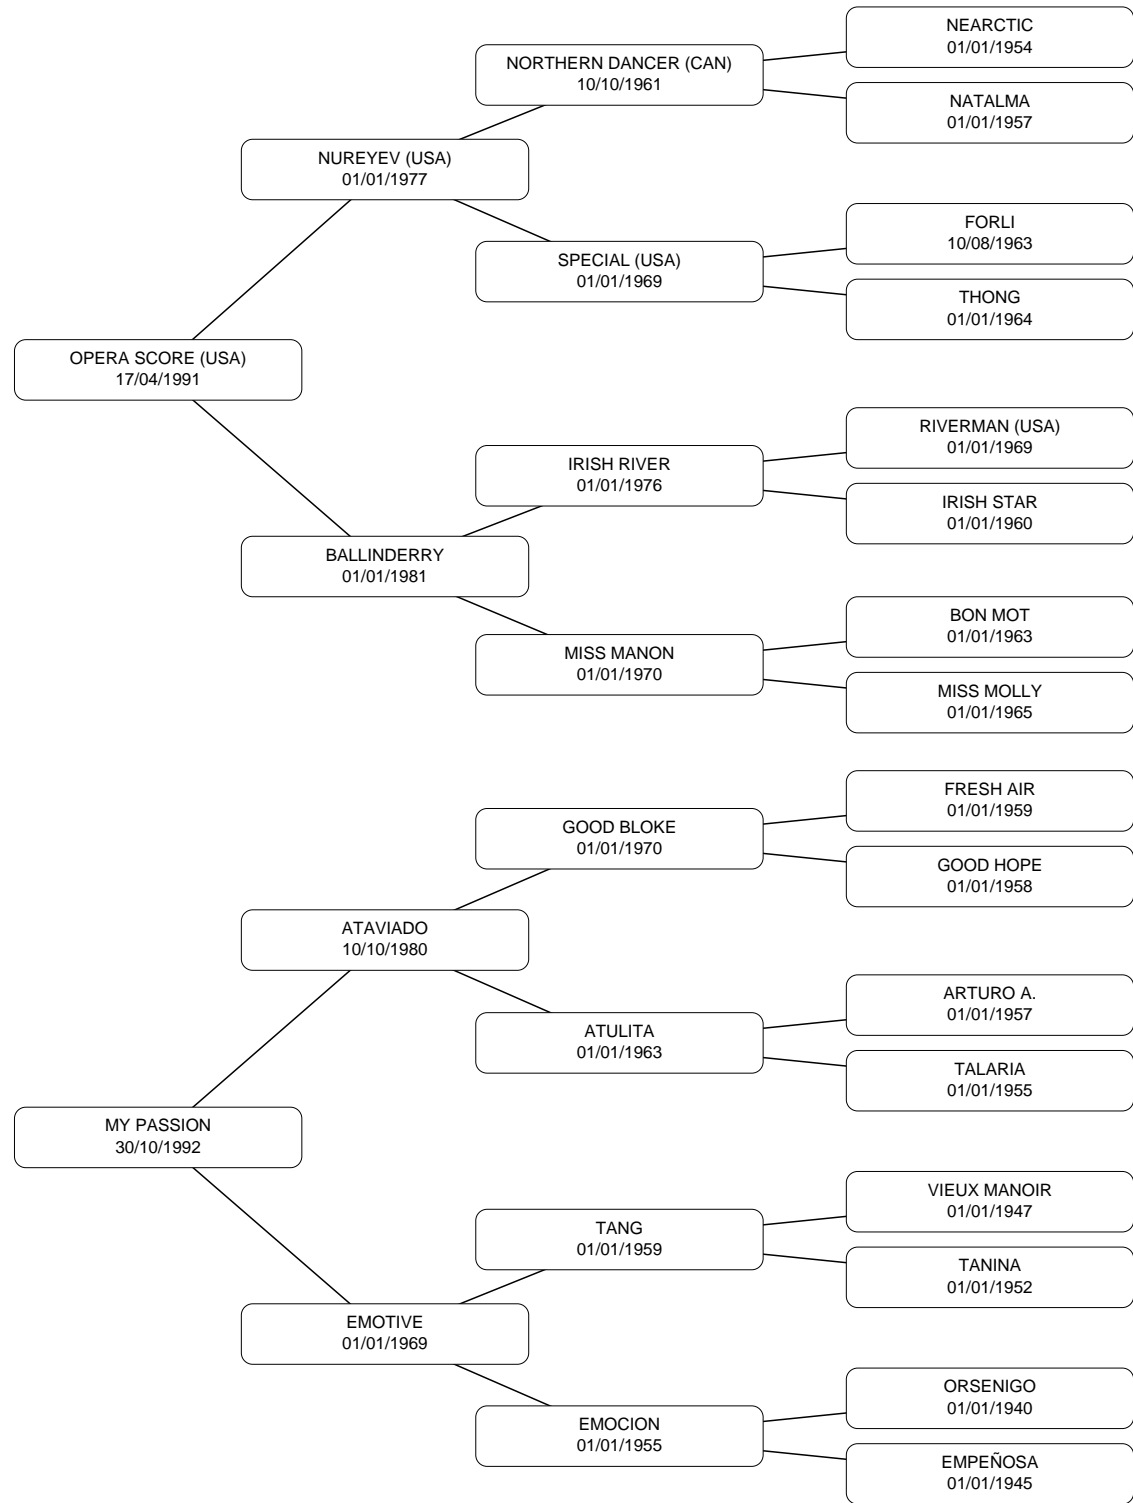 NEARCTIC
01/01/1954
NORTHERN DANCER (CAN)
10/10/1961
NATALMA
01/01/1957
NUREYEV (USA)
01/01/1977
FORLI
10/08/1963
SPECIAL (USA)
01/01/1969
THONG
01/01/1964
OPERA SCORE (USA)
17/04/1991
RIVERMAN (USA)
01/01/1969
IRISH RIVER
01/01/1976
IRISH STAR
01/01/1960
BALLINDERRY
01/01/1981
BON MOT
01/01/1963
MISS MANON
01/01/1970
MISS MOLLY
01/01/1965
FRESH AIR
01/01/1959
GOOD BLOKE
01/01/1970
GOOD HOPE
01/01/1958
ATAVIADO
10/10/1980
ARTURO A.
01/01/1957
ATULITA
01/01/1963
TALARIA
01/01/1955
MY PASSION
30/10/1992
VIEUX MANOIR
01/01/1947
TANG
01/01/1959
TANINA
01/01/1952
EMOTIVE
01/01/1969
ORSENIGO
01/01/1940
EMOCION
01/01/1955
EMPEÑOSA
01/01/1945